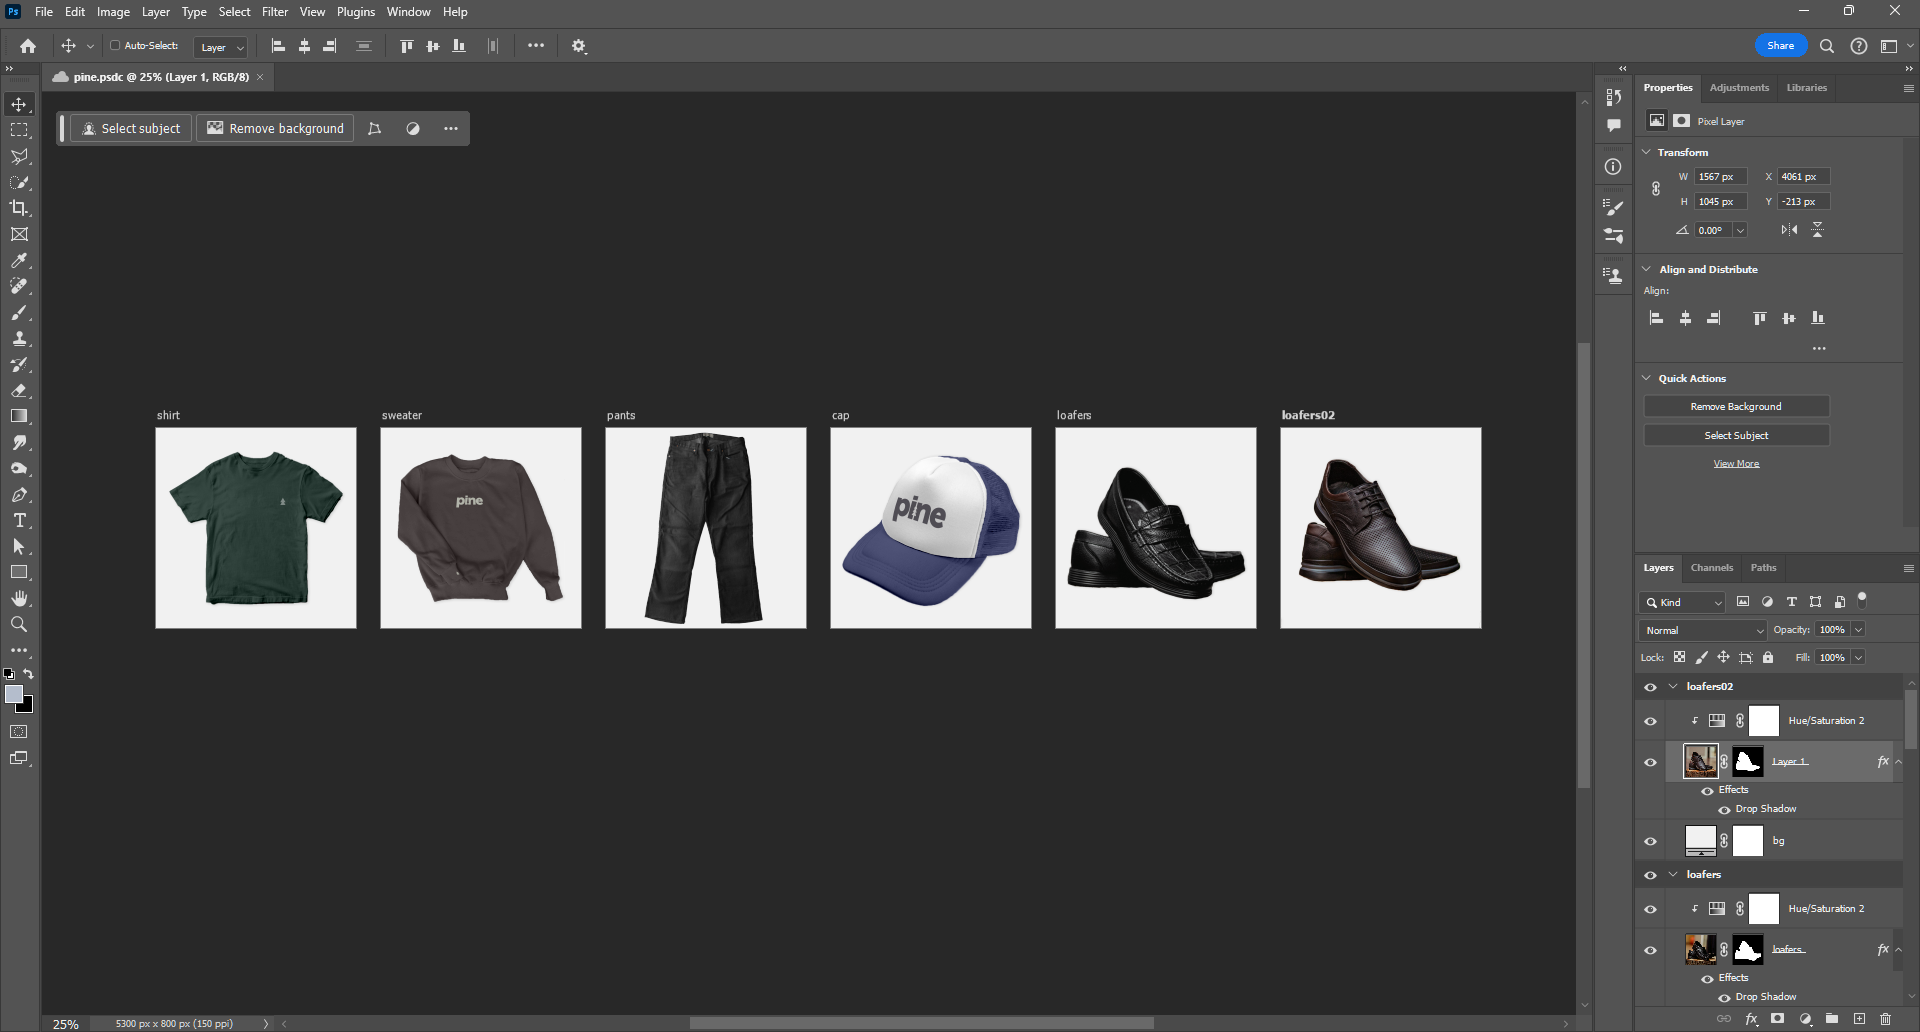 Ps File Edit Image Layer Type Select Filter View Plugins Window Help
Auto-Select: Layer Share
pine.psdc @ 25% (Layer 1, RGB/8) ×
Select subject Remove background
shirt sweater pants cap loafers loafers02
pine
pine
25% 5300 px x 800 px (150 ppi)
Properties Adjustments Libraries
Pixel Layer
Transform
W 1567 px X 4061 px
H 1045 px Y -213 px
0.00°
Align and Distribute
Align:
Quick Actions
Remove Background
Select Subject
View More
Layers Channels Paths
Kind
Normal Opacity: 100%
Lock: Fill: 100%
loafers02
Hue/Saturation 2
Layer 1 fx
Effects
Drop Shadow
bg
loafers
Hue/Saturation 2
loafers fx
Effects
Drop Shadow
fx